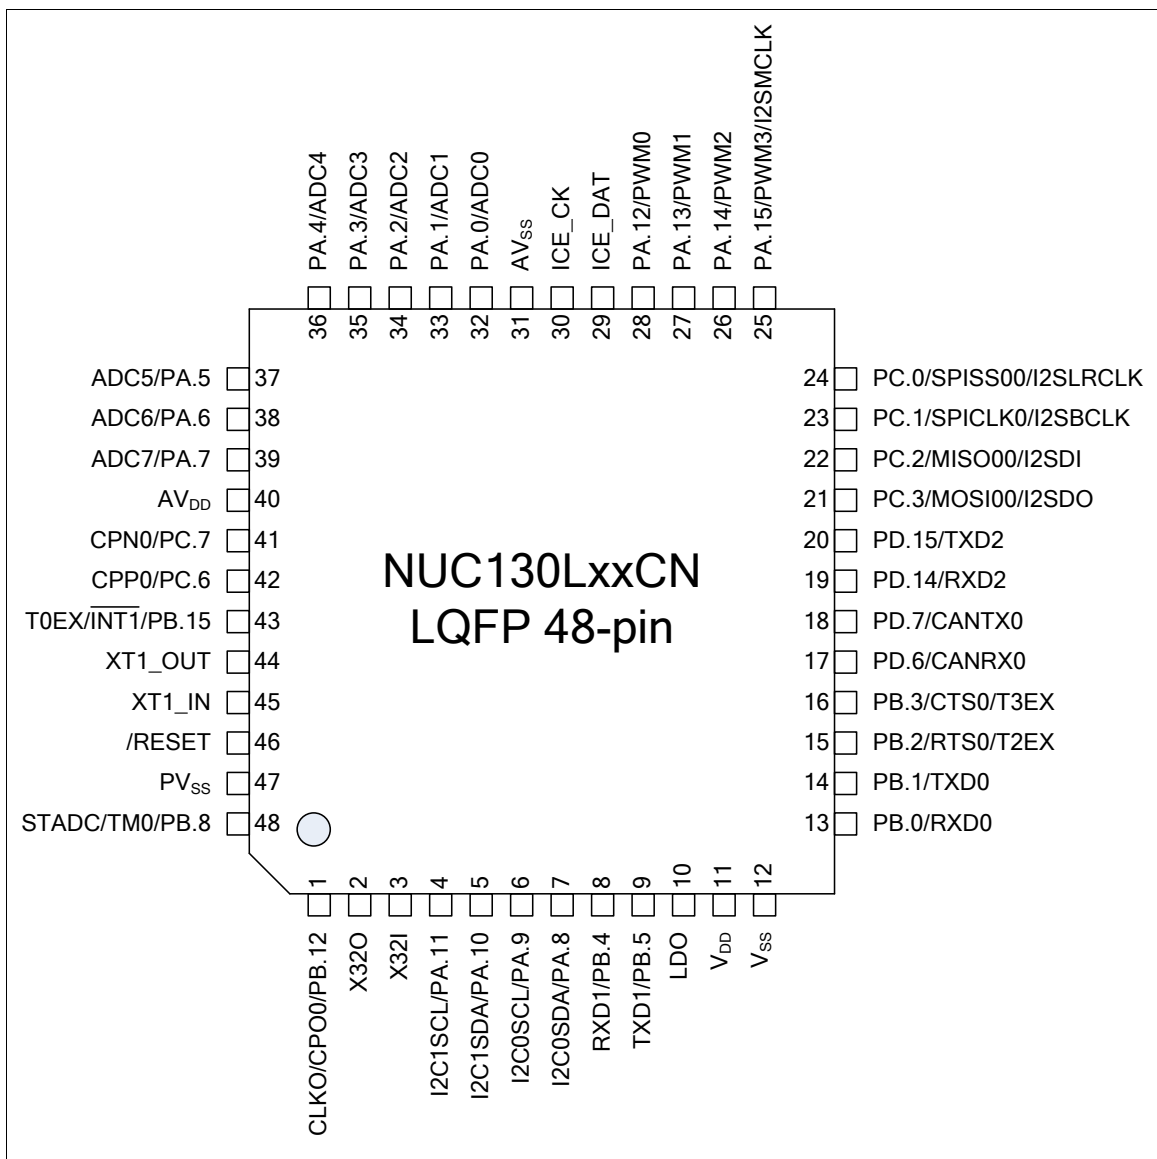 PA.4/ADC4
PA.3/ADC3
PA.2/ADC2
PA.1/ADC1
PA.0/ADC0
AVSS
ICE_CK
ICE_DAT
PA.12/PWM0
PA.13/PWM1
PA.14/PWM2
PA.15/PWM3/I2SMCLK
36
35
34
33
32
31
30
29
28
27
26
25
ADC5/PA.5 37
ADC6/PA.6 38
ADC7/PA.7 39
AVDD 40
CPN0/PC.7 41
CPP0/PC.6 42
T0EX/INT1/PB.15 43
XT1_OUT 44
XT1_IN 45
/RESET 46
PVSS 47
STADC/TM0/PB.8 48
NUC130LxxCN
LQFP 48-pin
24 PC.0/SPISS00/I2SLRCLK
23 PC.1/SPICLK0/I2SBCLK
22 PC.2/MISO00/I2SDI
21 PC.3/MOSI00/I2SDO
20 PD.15/TXD2
19 PD.14/RXD2
18 PD.7/CANTX0
17 PD.6/CANRX0
16 PB.3/CTS0/T3EX
15 PB.2/RTS0/T2EX
14 PB.1/TXD0
13 PB.0/RXD0
1
2
3
4
5
6
7
8
9
10
11
12
CLKO/CPO0/PB.12
X32O
X32I
I2C1SCL/PA.11
I2C1SDA/PA.10
I2C0SCL/PA.9
I2C0SDA/PA.8
RXD1/PB.4
TXD1/PB.5
LDO
VDD
VSS